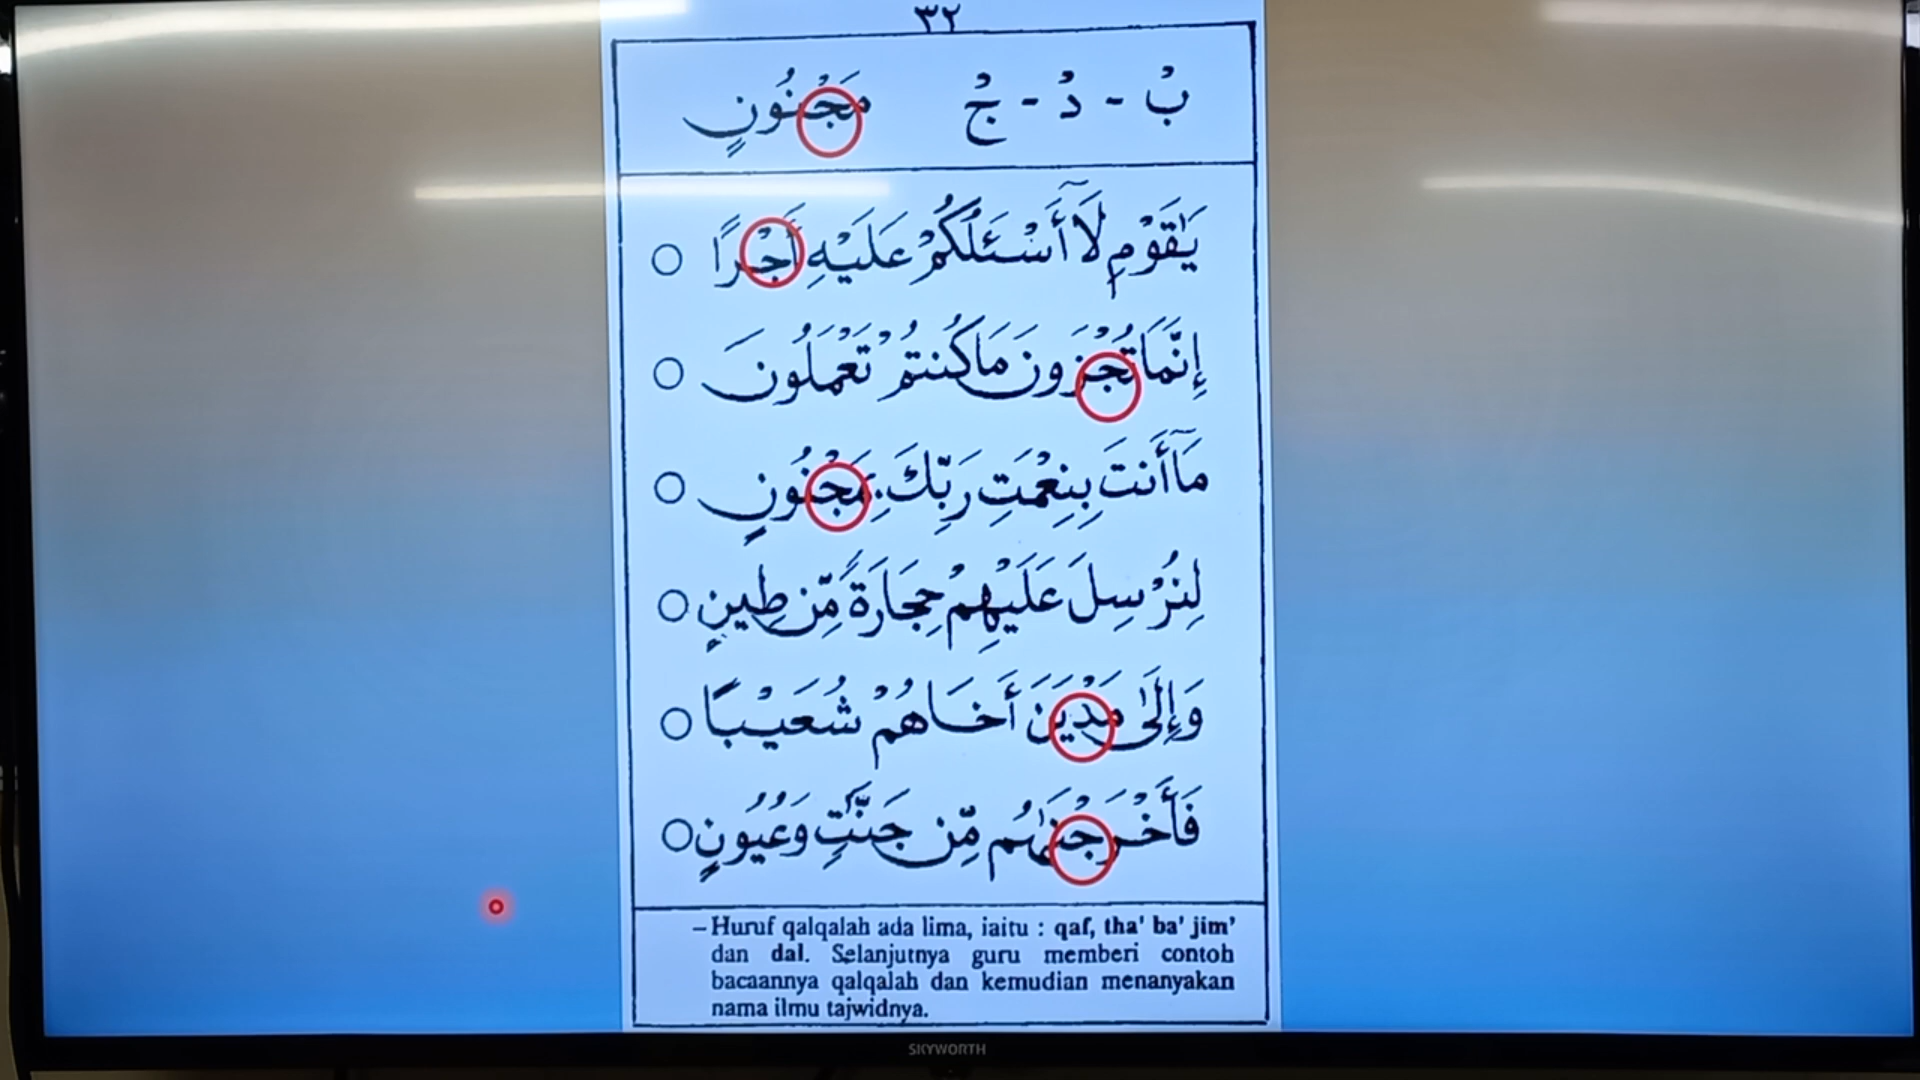 ٣٢
بْ - دْ - جْ مَجْنُونٍ
يَٰقَوْمِ لَآ أَسْـَٔلُكُمْ عَلَيْهِ أَجْرًا
إِنَّمَا تُجْزَوْنَ مَا كُنتُمْ تَعْمَلُونَ
مَآ أَنتَ بِنِعْمَتِ رَبِّكَ بِمَجْنُونٍ
لِنُرْسِلَ عَلَيْهِمْ حِجَارَةً مِّن طِينٍ
وَإِلَىٰ مَدْيَنَ أَخَاهُمْ شُعَيْبًا
فَأَخْرَجْنَٰهُم مِّن جَنَّٰتٍ وَعُيُونٍ
– Huruf qalqalah ada lima, iaitu : qaf, tha' ba' jim'
dan dal. Selanjutnya guru memberi contoh
bacaannya qalqalah dan kemudian menanyakan
nama ilmu tajwidnya.
SKYWORTH